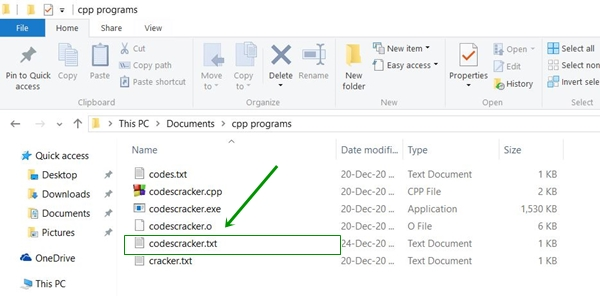 cpp programs
File Home Share View
Pin to Quick access
Copy
Paste
Cut
Copy path
Paste shortcut
Clipboard
Move to
Copy to
Delete
Rename
Organize
New folder
New item
Easy access
New
Properties
Open
Edit
History
Open
Select all
Select non
Invert selec
Select
This PC > Documents > cpp programs
Quick access
Desktop
Downloads
Documents
Pictures
OneDrive
This PC
Name Date modifi... Type Size
codes.txt 20-Dec-20 ... Text Document 1 KB
codescracker.cpp 20-Dec-20 ... CPP File 2 KB
codescracker.exe 20-Dec-20 ... Application 1,530 KB
codescracker.o 20-Dec-20 ... O File 6 KB
codescracker.txt 24-Dec-20 ... Text Document 1 KB
cracker.txt 20-Dec-20 ... Text Document 1 KB